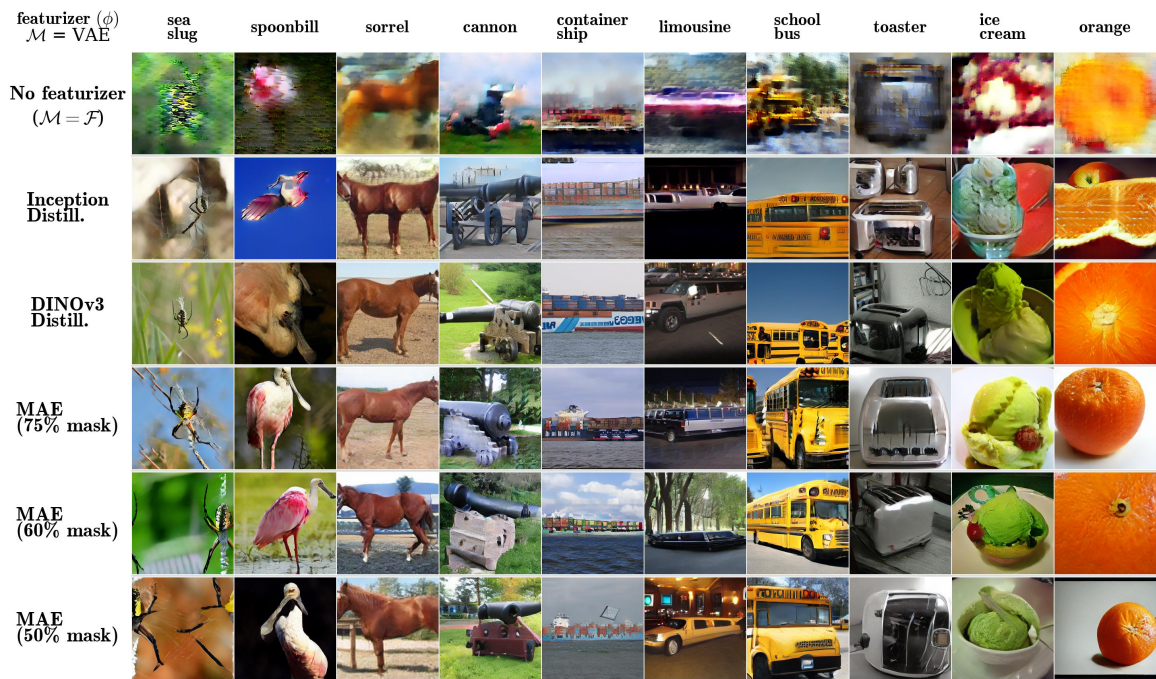 featurizer (ϕ)
ℳ = VAE
sea
slug
spoonbill
sorrel
cannon
container
ship
limousine
school
bus
toaster
ice
cream
orange
No featurizer
(ℳ = ℱ)
Inception
Distill.
DINOv3
Distill.
MAE
(75% mask)
MAE
(60% mask)
MAE
(50% mask)